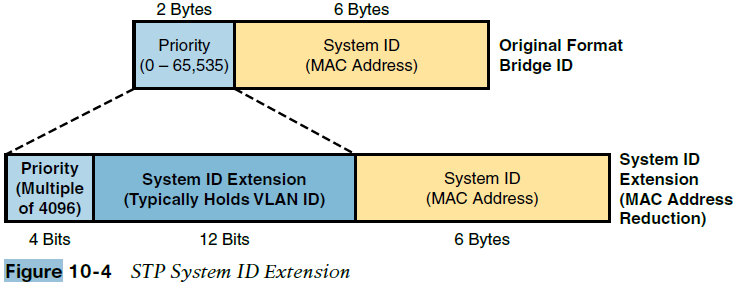 2 Bytes
6 Bytes
Priority
(0 – 65,535)
System ID
(MAC Address)
Original Format
Bridge ID
Priority
(Multiple
of 4096)
System ID Extension
(Typically Holds VLAN ID)
System ID
(MAC Address)
System ID
Extension
(MAC Address
Reduction)
4 Bits
12 Bits
6 Bytes
Figure 10-4 STP System ID Extension